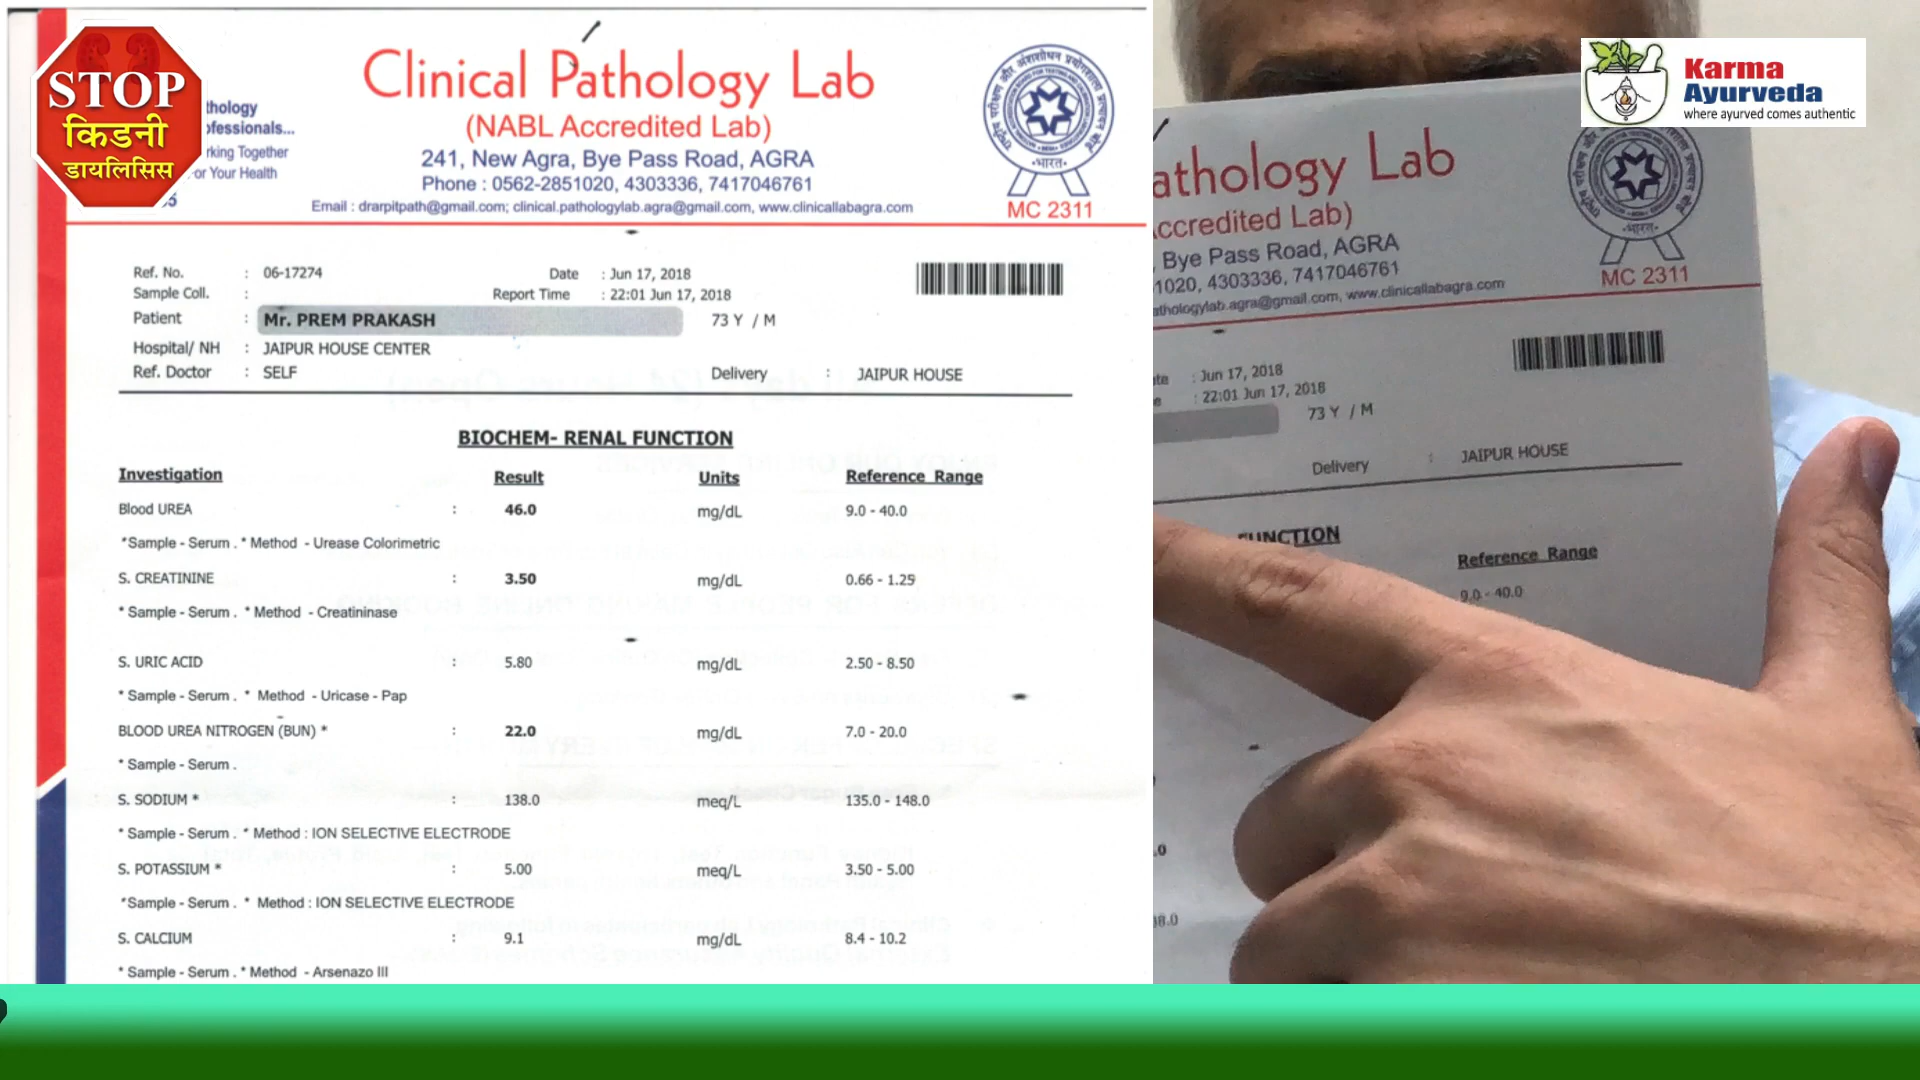 STOP
किडनी
डायलिसिस
thology
ofessionals...
rking Together
or Your Health
Clinical Pathology Lab
(NABL Accredited Lab)
241, New Agra, Bye Pass Road, AGRA
Phone : 0562-2851020, 4303336, 7417046761
Email : drarpitpath@gmail.com; clinical.pathologylab.agra@gmail.com, www.clinicallabagra.com
भारत
MC 2311
Ref. No. : 06-17274 Date : Jun 17, 2018
Sample Coll. : Report Time : 22:01 Jun 17, 2018
Patient : Mr. PREM PRAKASH 73 Y / M
Hospital/ NH : JAIPUR HOUSE CENTER
Ref. Doctor : SELF Delivery : JAIPUR HOUSE
BIOCHEM- RENAL FUNCTION
Investigation Result Units Reference Range
Blood UREA : 46.0 mg/dL 9.0 - 40.0
*Sample - Serum . * Method - Urease Colorimetric
S. CREATININE : 3.50 mg/dL 0.66 - 1.25
* Sample - Serum . * Method - Creatininase
S. URIC ACID : 5.80 mg/dL 2.50 - 8.50
* Sample - Serum . * Method - Uricase - Pap
BLOOD UREA NITROGEN (BUN) * : 22.0 mg/dL 7.0 - 20.0
* Sample - Serum .
S. SODIUM * : 138.0 meq/L 135.0 - 148.0
* Sample - Serum . * Method : ION SELECTIVE ELECTRODE
S. POTASSIUM * : 5.00 meq/L 3.50 - 5.00
*Sample - Serum . * Method : ION SELECTIVE ELECTRODE
S. CALCIUM : 9.1 mg/dL 8.4 - 10.2
* Sample - Serum . * Method - Arsenazo III
Karma
Ayurveda
where ayurved comes authentic
athology Lab
ccredited Lab)
Bye Pass Road, AGRA
1020, 4303336, 7417046761
athologylab.agra@gmail.com, www.clinicallabagra.com
MC 2311
te : Jun 17, 2018
e : 22:01 Jun 17, 2018
73 Y / M
Delivery : JAIPUR HOUSE
FUNCTION
Reference Range
9.0 - 40.0
.0
38.0